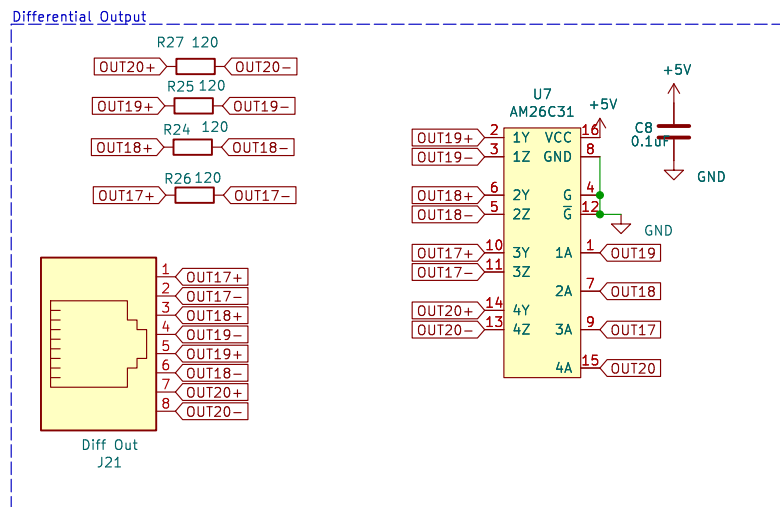 Differential Output
R27 120
OUT20+ OUT20-
R25 120
OUT19+ OUT19-
R24 120
OUT18+ OUT18-
R26 120
OUT17+ OUT17-
U7
AM26C31
+5V
OUT19+ 2 1Y VCC 16
OUT19- 3 1Z GND 8
OUT18+ 6 2Y G 4
OUT18- 5 2Z G 12
GND
OUT17+ 10 3Y 1A 1 OUT19
OUT17- 11 3Z
2A 7 OUT18
OUT20+ 14 4Y
OUT20- 13 4Z 3A 9 OUT17
4A 15 OUT20
+5V
C8
0.1uF
GND
1 OUT17+
2 OUT17-
3 OUT18+
4 OUT19-
5 OUT19+
6 OUT18-
7 OUT20+
8 OUT20-
Diff Out
J21